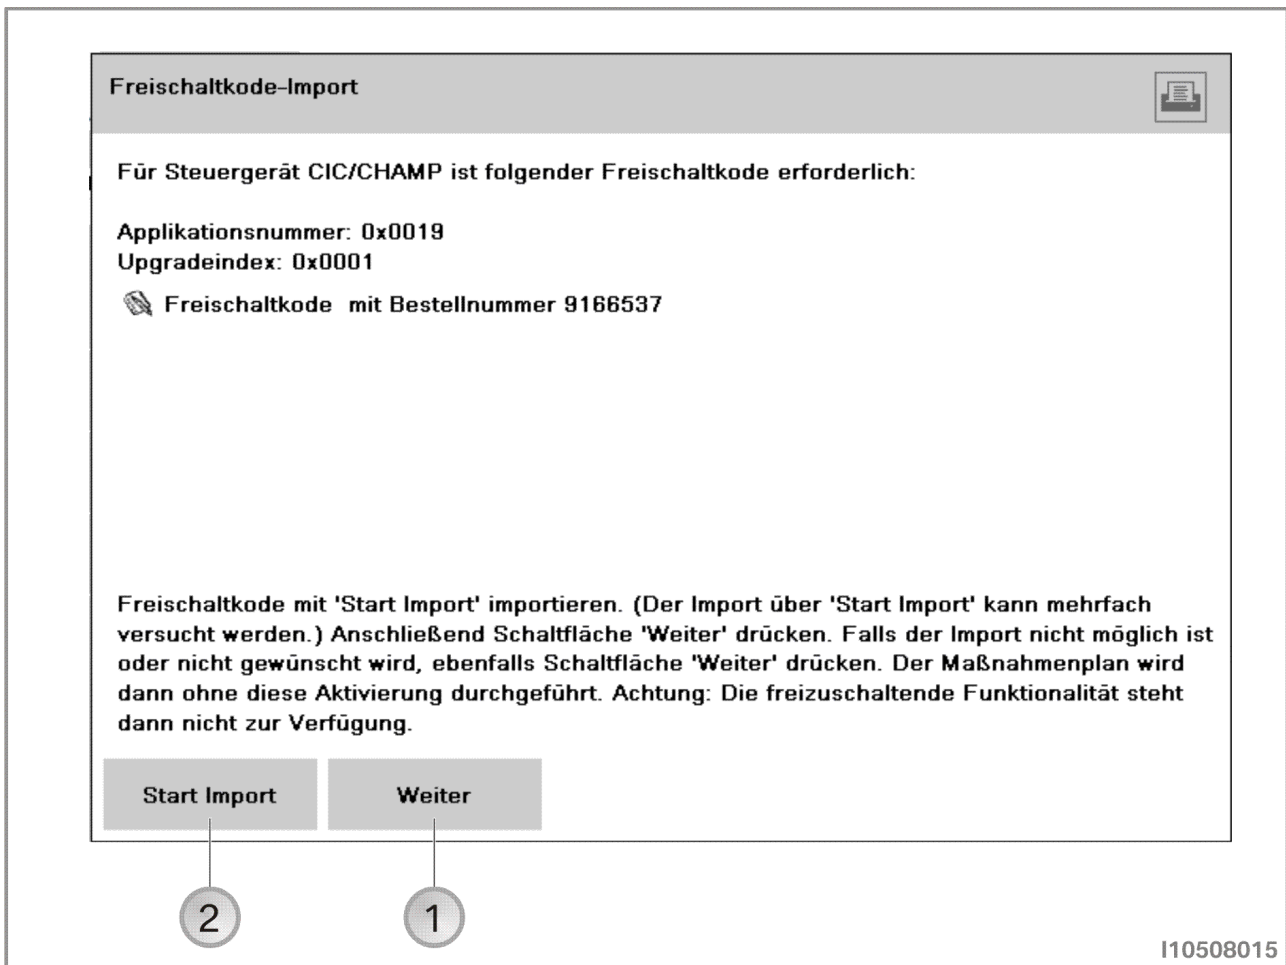 Freischaltkode-Import
Für Steuergerät CIC/CHAMP ist folgender Freischaltkode erforderlich:
Applikationsnummer: 0x0019
Upgradeindex: 0x0001
Freischaltkode mit Bestellnummer 9166537
Freischaltkode mit 'Start Import' importieren. (Der Import über 'Start Import' kann mehrfach
versucht werden.) Anschließend Schaltfläche 'Weiter' drücken. Falls der Import nicht möglich ist
oder nicht gewünscht wird, ebenfalls Schaltfläche 'Weiter' drücken. Der Maßnahmenplan wird
dann ohne diese Aktivierung durchgeführt. Achtung: Die freizuschaltende Funktionalität steht
dann nicht zur Verfügung.
Start Import Weiter
2 1
I10508015